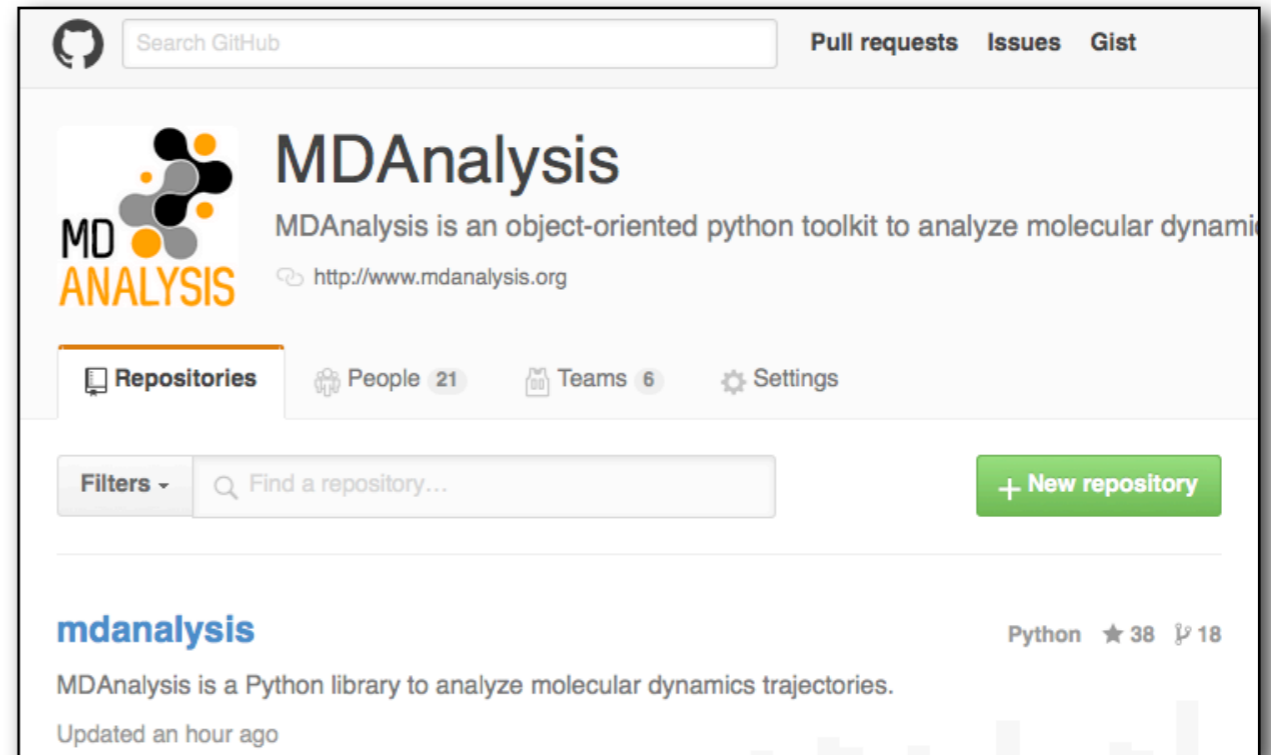 Search GitHub
Pull requests Issues Gist
MD
ANALYSIS
MDAnalysis
MDAnalysis is an object-oriented python toolkit to analyze molecular
http://www.mdanalysis.org
Repositories People 21 Teams 6 Settings
Filters Find a repository...
+ New repository
mdanalysis
Python 38 18
MDAnalysis is a Python library to analyze molecular dynamics trajectories.
Updated an hour ago